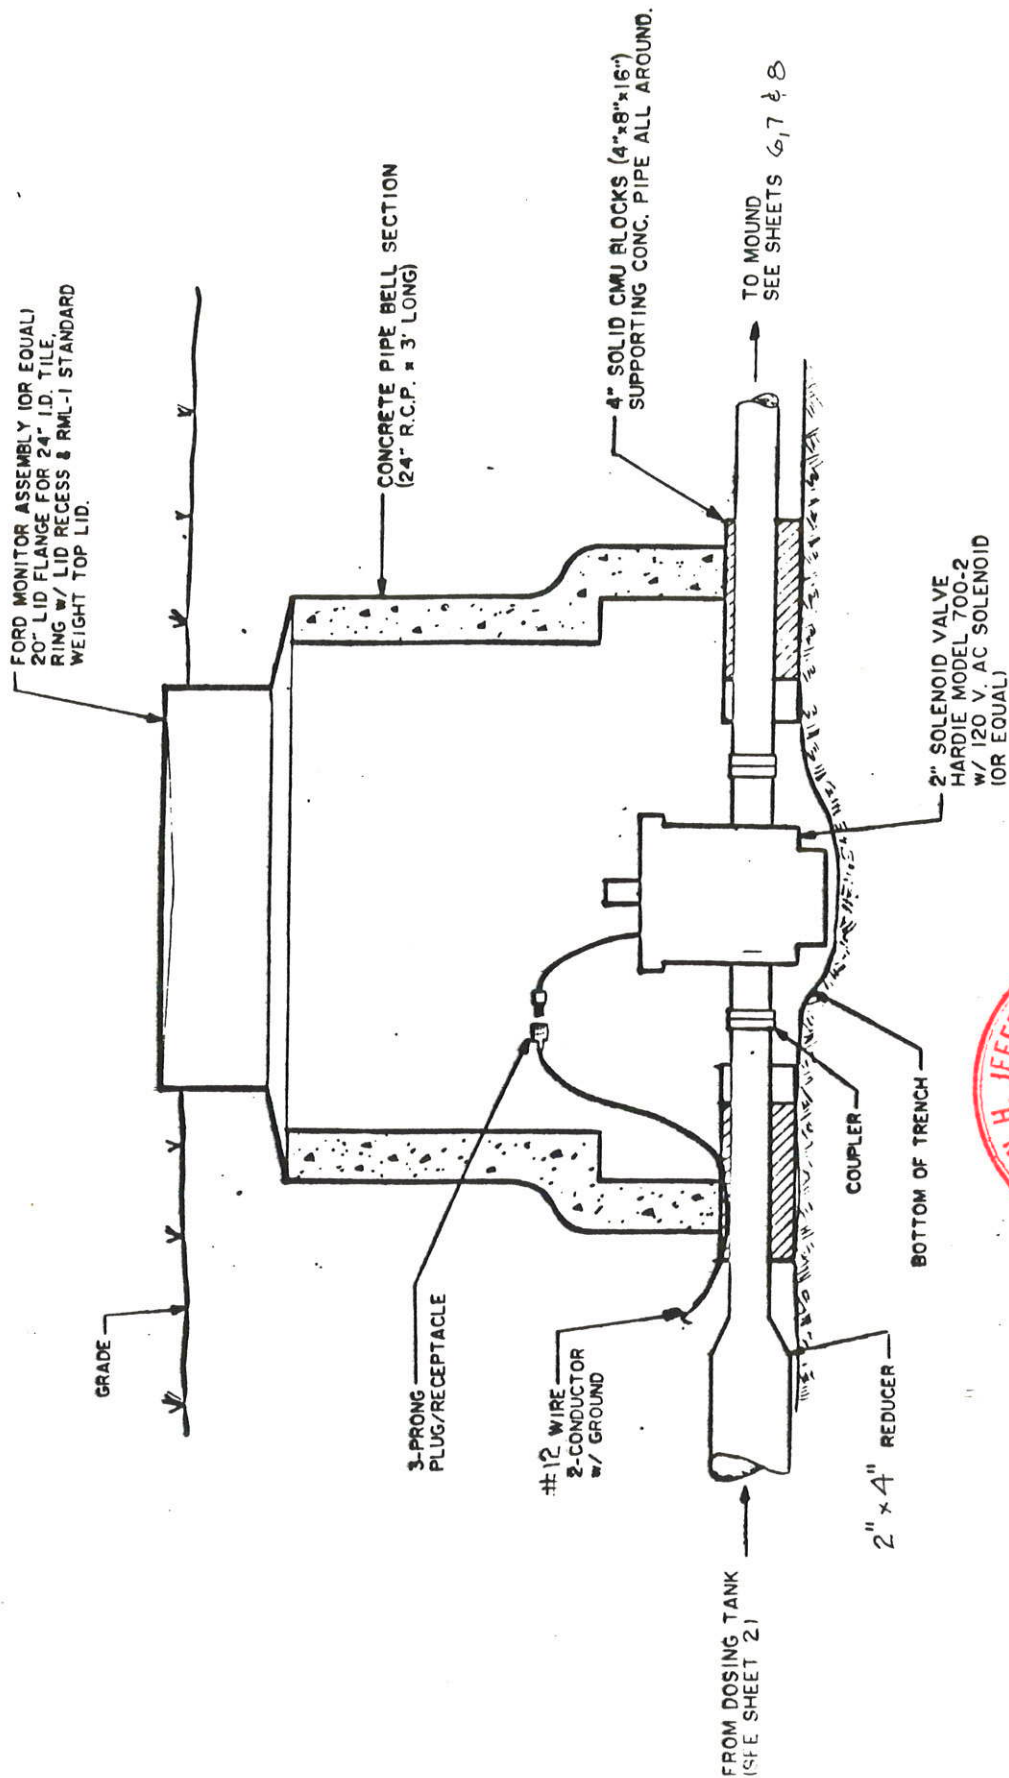 FORD MONITOR ASSEMBLY (OR EQUAL)
20" LID FLANGE FOR 24" I.D. TILE,
RING w/ LID RECESS & RML-1 STANDARD
WEIGHT TOP LID.
GRADE
CONCRETE PIPE BELL SECTION
(24" R.C.P. x 3' LONG)
3-PRONG
PLUG/RECEPTACLE
#12 WIRE
2-CONDUCTOR
w/ GROUND
4" SOLID CMU BLOCKS (4"x8"x16")
SUPPORTING CONC. PIPE ALL AROUND.
FROM DOSING TANK
(SEE SHEET 2)
TO MOUND
SEE SHEETS 6,7 & 8
2" x 4" REDUCER
COUPLER
BOTTOM OF TRENCH
2" SOLENOID VALVE
HARDIE MODEL 700-2
w/ 120 V. AC SOLENOID
(OR EQUAL)
H.